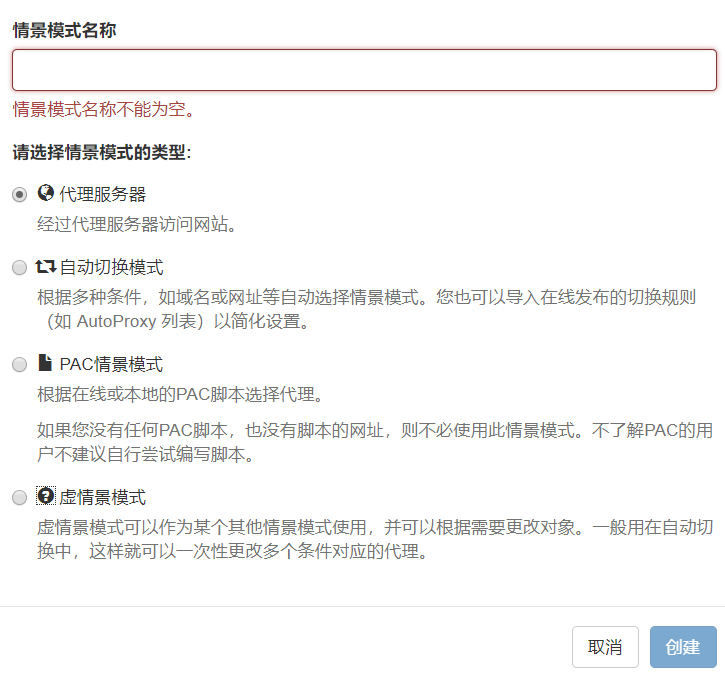 情景模式名称
情景模式名称不能为空。
请选择情景模式的类型:
代理服务器
经过代理服务器访问网站。
自动切换模式
根据多种条件，如域名或网址等自动选择情景模式。您也可以导入在线发布的切换规则
（如 AutoProxy 列表）以简化设置。
PAC情景模式
根据在线或本地的PAC脚本选择代理。
如果您没有任何PAC脚本，也没有脚本的网址，则不必使用此情景模式。不了解PAC的用
户不建议自行尝试编写脚本。
虚情景模式
虚情景模式可以作为某个其他情景模式使用，并可以根据需要更改对象。一般用在自动切
换中，这样就可以一次性更改多个条件对应的代理。
取消
创建